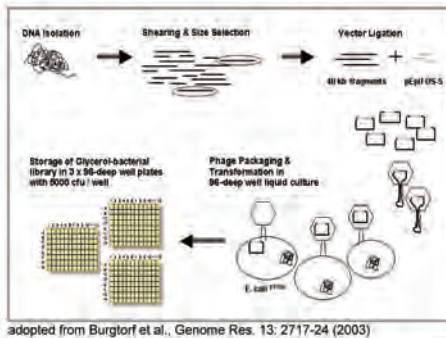 DNA Isolation
Shearing & Size Selection
Vector Ligation
40 kb fragments
pEpiFOS-5
Storage of Glycerol-bacterial
library in 3 x 96-deep well plates
with 5000 cfu / well
Phage Packaging &
Transformation in
96-deep well liquid culture
E. coli
adopted from Burgtorf et al., Genome Res. 13: 2717-24 (2003)